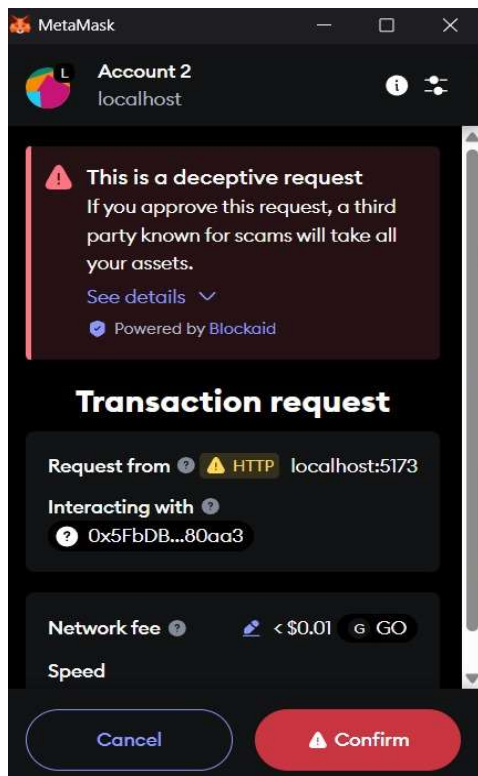 MetaMask
L
Account 2
localhost
This is a deceptive request
If you approve this request, a third
party known for scams will take all
your assets.
See details
Powered by Blockaid
Transaction request
Request from ? HTTP localhost:5173
Interacting with ?
? 0x5FbDB...80aa3
Network fee ? < $0.01 G GO
Speed
Cancel
Confirm